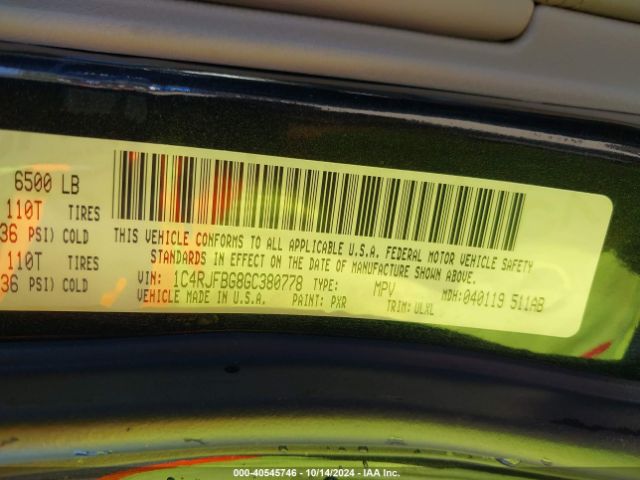 6500 LB
110T TIRES
36 PSI) COLD
110T TIRES
36 PSI) COLD
THIS VEHICLE CONFORMS TO ALL APPLICABLE U.S.A. FEDERAL MOTOR VEHICLE SAFETY
STANDARDS IN EFFECT ON THE DATE OF MANUFACTURE SHOWN ABOVE.
VIN: 1C4RJFBG8GC380778 TYPE: MPV MDH: 040119 511AB
VEHICLE MADE IN U.S.A. PAINT: PXR TRIM: ULXL
00-40545746 - 10/14/2024 - IAA Inc.